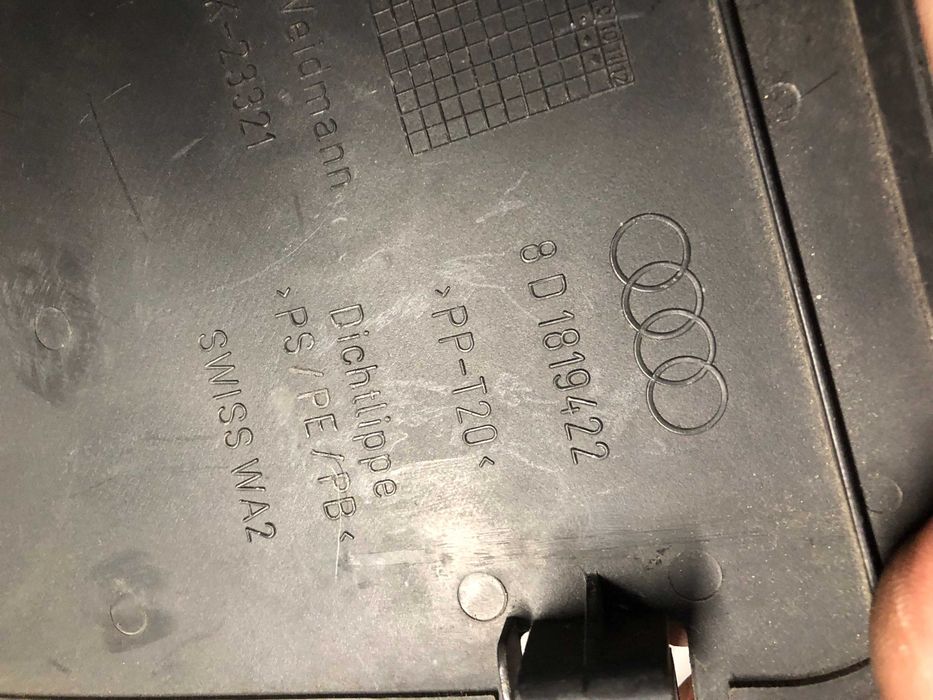 8D1819422
>PP-T20<
Dichtlippe
>PS/PE/PB<
SWISS WA2
Weidmann
-23321